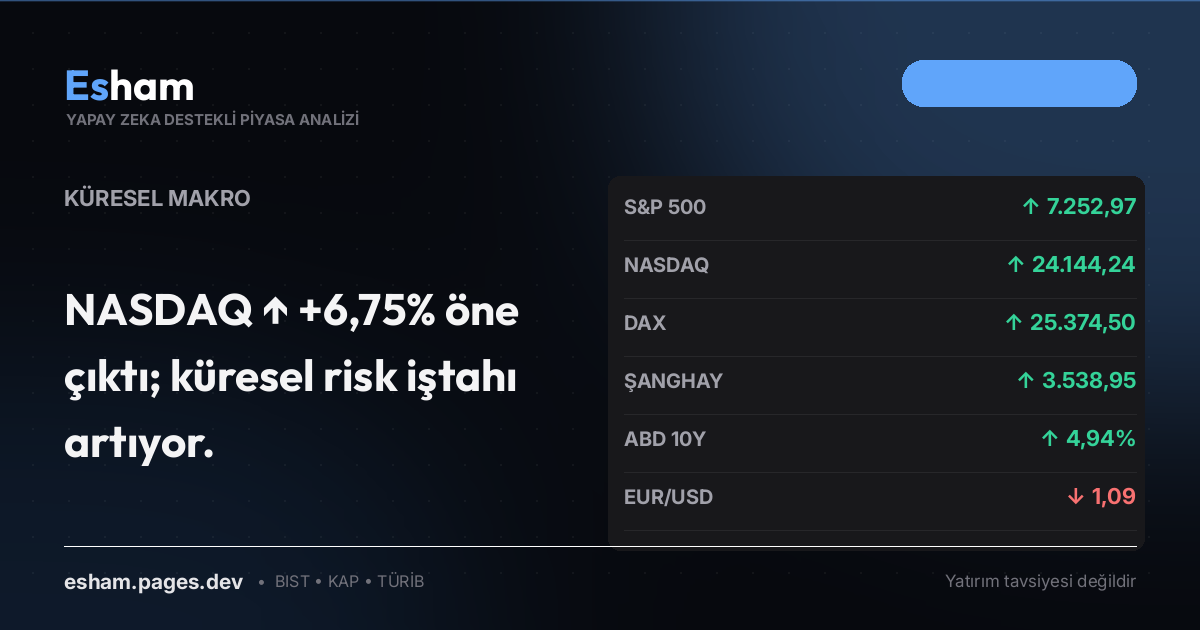 Esham
YAPAY ZEKA DESTEKLİ PİYASA ANALİZİ
KÜRESEL MAKRO
NASDAQ ↑ +6,75% öne
çıktı; küresel risk iştahı
artıyor.
S&P 500 ↑ 7.252,97
NASDAQ ↑ 24.144,24
DAX ↑ 25.374,50
ŞANGHAY ↑ 3.538,95
ABD 10Y ↑ 4,94%
EUR/USD ↓ 1,09
esham.pages.dev • BIST • KAP • TÜRİB
Yatırım tavsiyesi değildir